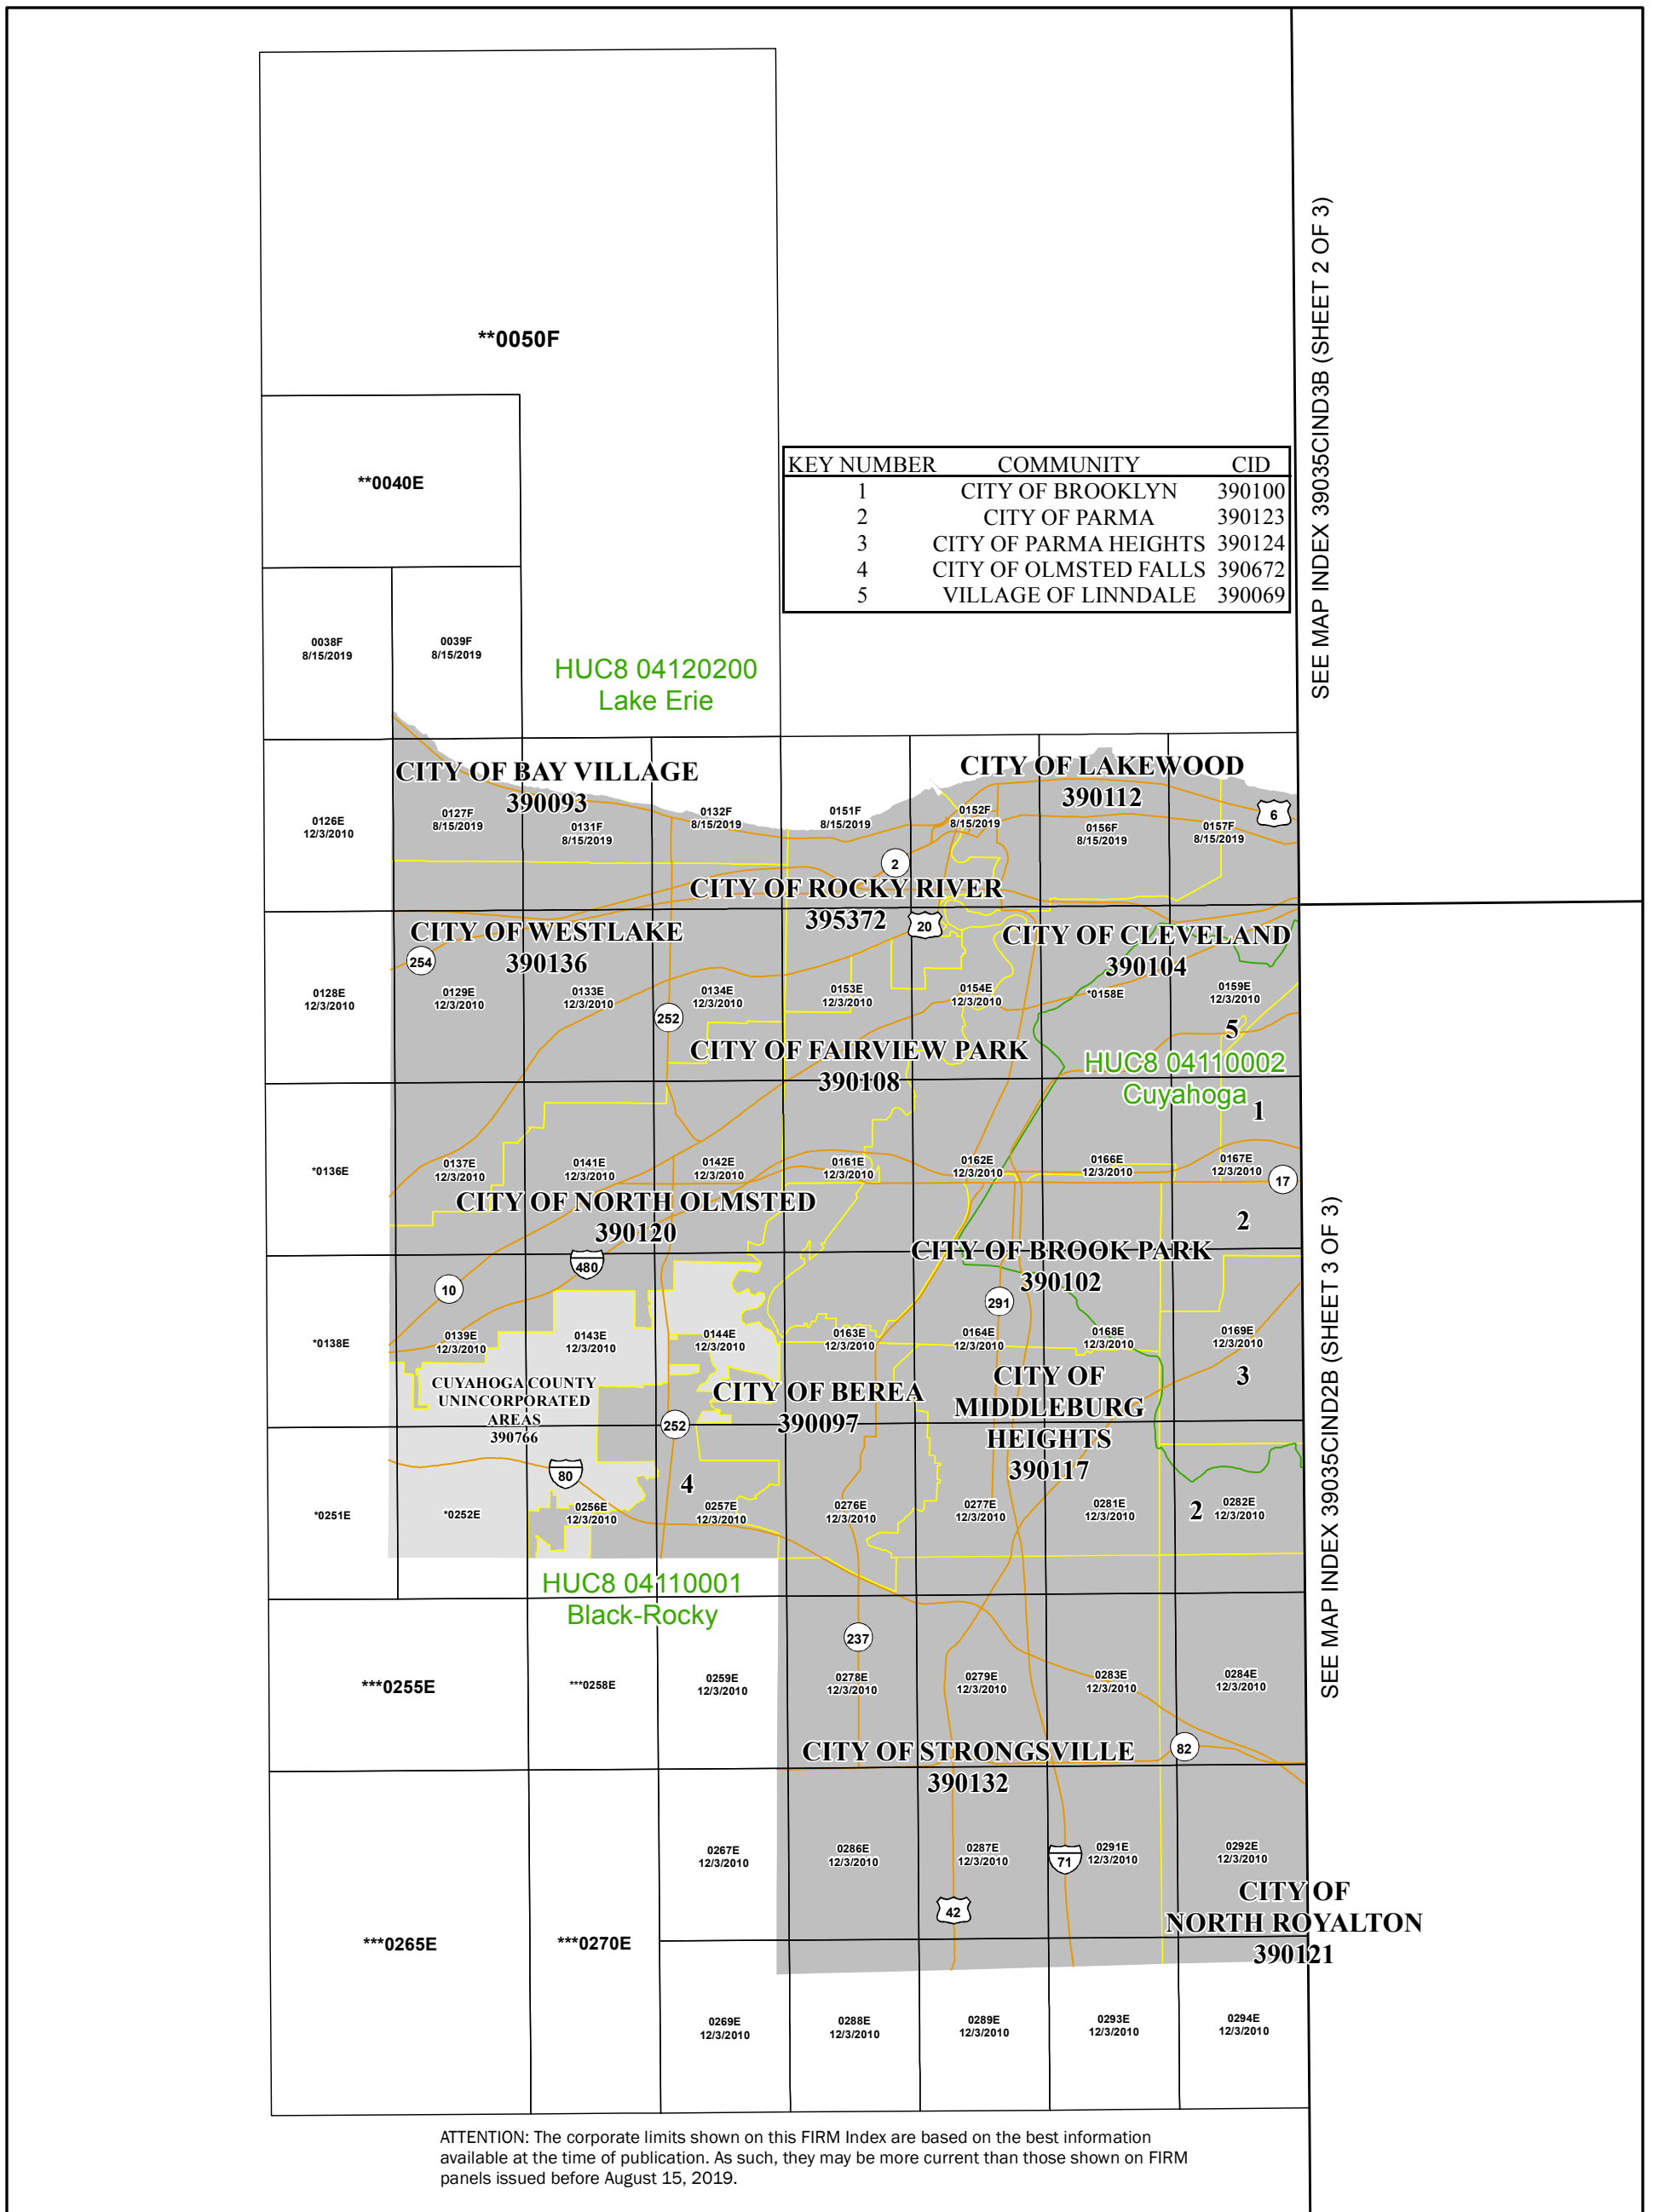 **0050F
**0040E
KEY NUMBER COMMUNITY CID
1 CITY OF BROOKLYN 390100
2 CITY OF PARMA 390123
3 CITY OF PARMA HEIGHTS 390124
4 CITY OF OLMSTED FALLS 390672
5 VILLAGE OF LINNDALE 390069
SEE MAP INDEX 39035CIND3B (SHEET 2 OF 3)
0038F
8/15/2019
0039F
8/15/2019
HUC8 04120200
Lake Erie
CITY OF BAY VILLAGE
390093
CITY OF LAKEWOOD
390112
0126E
12/3/2010
0127F
8/15/2019
0131F
8/15/2019
0132F
8/15/2019
0151F
8/15/2019
0152F
8/15/2019
0156F
8/15/2019
0157F
8/15/2019
6
2
CITY OF ROCKY RIVER
395372
20
CITY OF WESTLAKE
390136
254
CITY OF CLEVELAND
390104
0128E
12/3/2010
0129E
12/3/2010
0133E
12/3/2010
0134E
12/3/2010
0153E
12/3/2010
0154E
12/3/2010
*0158E
0159E
12/3/2010
252
5
CITY OF FAIRVIEW PARK
390108
HUC8 04110002
Cuyahoga
1
*0136E
0137E
12/3/2010
0141E
12/3/2010
0142E
12/3/2010
0161E
12/3/2010
0162E
12/3/2010
0166E
12/3/2010
0167E
12/3/2010
17
CITY OF NORTH OLMSTED
390120
2
CITY OF BROOK PARK
390102
480
10
291
*0138E
0139E
12/3/2010
0143E
12/3/2010
0144E
12/3/2010
0163E
12/3/2010
0164E
12/3/2010
0168E
12/3/2010
0169E
12/3/2010
3
CUYAHOGA COUNTY
UNINCORPORATED
AREAS
390766
CITY OF BEREA
390097
CITY OF
MIDDLEBURG
HEIGHTS
390117
SEE MAP INDEX 39035CIND2B (SHEET 3 OF 3)
252
80
4
*0251E
*0252E
0256E
12/3/2010
0257E
12/3/2010
0276E
12/3/2010
0277E
12/3/2010
0281E
12/3/2010
2
0282E
12/3/2010
HUC8 04110001
Black-Rocky
237
***0255E
***0258E
0259E
12/3/2010
0278E
12/3/2010
0279E
12/3/2010
0283E
12/3/2010
0284E
12/3/2010
CITY OF STRONGSVILLE
390132
82
0267E
12/3/2010
0286E
12/3/2010
0287E
12/3/2010
71
0291E
12/3/2010
0292E
12/3/2010
42
CITY OF
NORTH ROYALTON
390121
***0265E
***0270E
0269E
12/3/2010
0288E
12/3/2010
0289E
12/3/2010
0293E
12/3/2010
0294E
12/3/2010
ATTENTION: The corporate limits shown on this FIRM Index are based on the best information
available at the time of publication. As such, they may be more current than those shown on FIRM
panels issued before August 15, 2019.